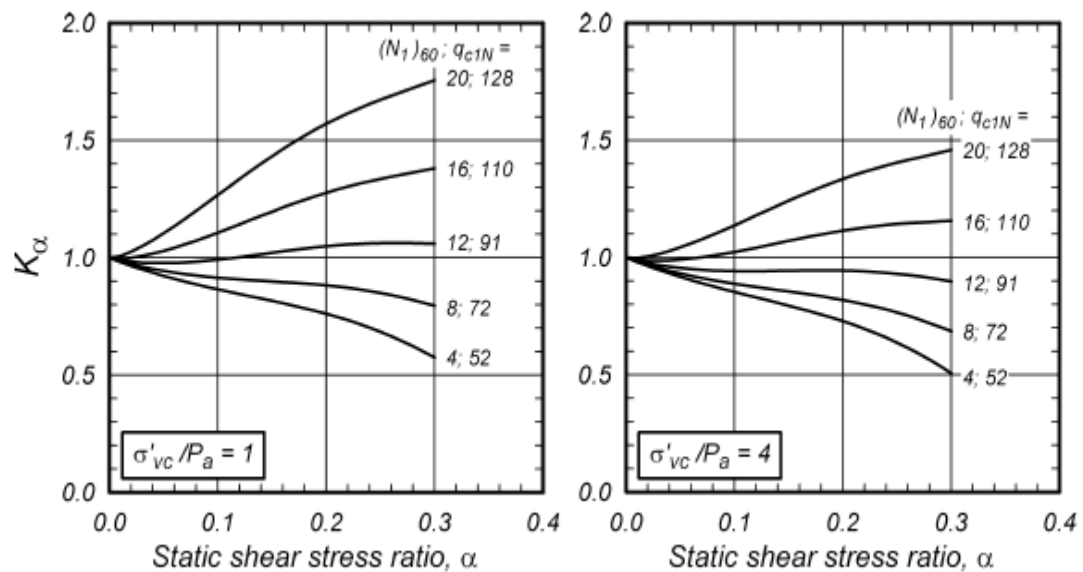 2.0
1.5
1.0
0.5
0.0
Kα
(N1)60; qc1N =
20; 128
16; 110
12; 91
8; 72
4; 52
σ'vc /Pa = 1
0.0 0.1 0.2 0.3 0.4
Static shear stress ratio, α
2.0
1.5
1.0
0.5
0.0
(N1)60; qc1N =
20; 128
16; 110
12; 91
8; 72
4; 52
σ'vc /Pa = 4
0.0 0.1 0.2 0.3 0.4
Static shear stress ratio, α